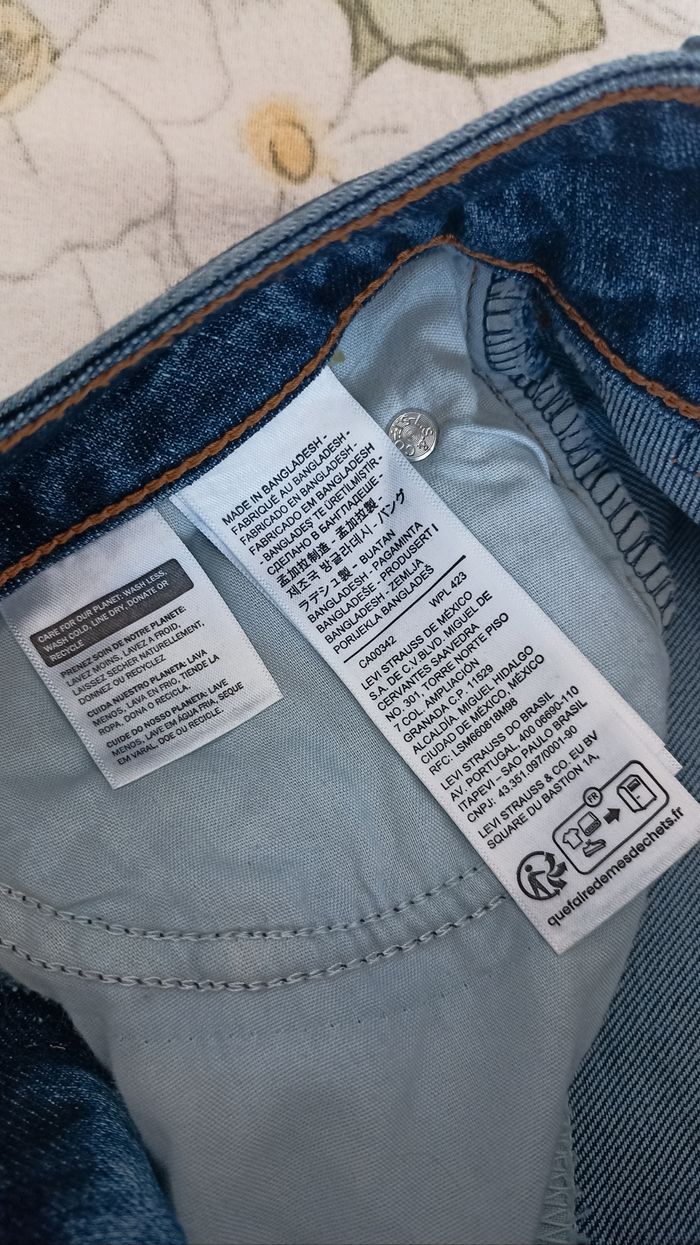 CARE FOR OUR PLANET: WASH LESS,
WASH COLD, LINE DRY, DONATE OR
RECYCLE
PRENEZ SOIN DE NOTRE PLANETE:
LAVEZ MOINS, LAVEZ A FROID,
LAISSEZ SECHER NATURELLEMENT,
DONNEZ OU RECYCLEZ
CUIDA NUESTRO PLANETA: LAVA
MENOS, LAVA EN FRIO, TIENDE LA
ROPA, DONA O RECICLA.
CUIDE DO NOSSO PLANETA: LAVE
MENOS, LAVE EM ÁGUA FRIA, SEQUE
EM VARAL, DOE OU RECICLE.
MADE IN BANGLADESH -
FABRIQUÉ AU BANGLADESH -
FABRICADO EN BANGLADESH -
FABRICADO EM BANGLADESH
BANGLADEŞ' TE ÜRETİLMİŞTİR -
СДЕЛАНО В БАНГЛАДЕШЕ -
孟加拉制造 - 孟加拉製 -
제조국 방글라데시 - バング
ラデシュ製 - BUATAN
BANGLADESH - PAGAMINTA
BANGLADEŠE - PRODUSERT I
BANGLADESH - ZEMLJA
PORIJEKLA BANGLADEŠ
CA00342 WPL 423
LEVI STRAUSS DE MÉXICO
S.A. DE C.V. BLVD. MIGUEL DE
CERVANTES SAAVEDRA
NO. 301, TORRE NORTE PISO
7 COL. AMPLIACIÓN
GRANADA C.P. 11529
ALCALDÍA, MIGUEL HIDALGO
CIUDAD DE MÉXICO, MÉXICO
RFC: LSM660818M98
LEVI STRAUSS DO BRASIL
AV. PORTUGAL, 400 06690-110
ITAPEVI - SAO PAULO BRASIL
CNPJ: 43.351.097/0001-90
LEVI STRAUSS & CO. EU BV
SQUARE DU BASTION 1A,
FR
quefairedemesdechets.fr